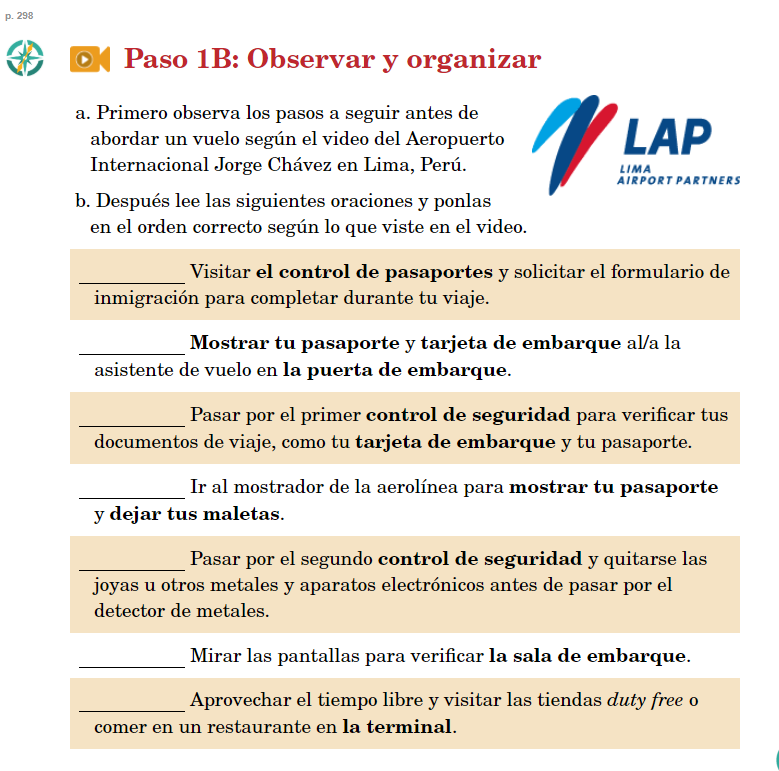 p. 298
Paso 1B: Observar y organizar
a. Primero observa los pasos a seguir antes de
abordar un vuelo según el video del Aeropuerto
Internacional Jorge Chávez en Lima, Perú.
LAP
LIMA
AIRPORT PARTNERS
b. Después lee las siguientes oraciones y ponlas
en el orden correcto según lo que viste en el video.
__________ Visitar el control de pasaportes y solicitar el formulario de
inmigración para completar durante tu viaje.
__________ Mostrar tu pasaporte y tarjeta de embarque al/a la
asistente de vuelo en la puerta de embarque.
__________ Pasar por el primer control de seguridad para verificar tus
documentos de viaje, como tu tarjeta de embarque y tu pasaporte.
__________ Ir al mostrador de la aerolínea para mostrar tu pasaporte
y dejar tus maletas.
__________ Pasar por el segundo control de seguridad y quitarse las
joyas u otros metales y aparatos electrónicos antes de pasar por el
detector de metales.
__________ Mirar las pantallas para verificar la sala de embarque.
__________ Aprovechar el tiempo libre y visitar las tiendas duty free o
comer en un restaurante en la terminal.